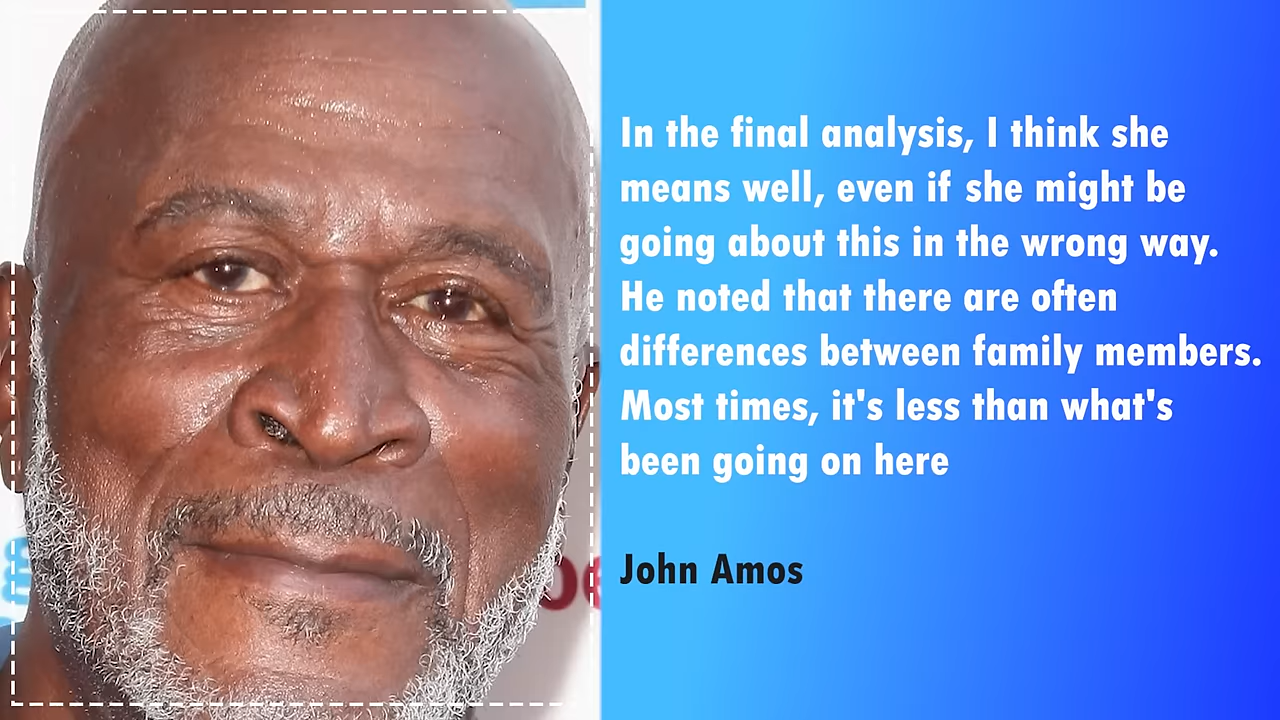 In the final analysis, I think she
means well, even if she might be
going about this in the wrong way.
He noted that there are often
differences between family members.
Most times, it's less than what's
been going on here
John Amos